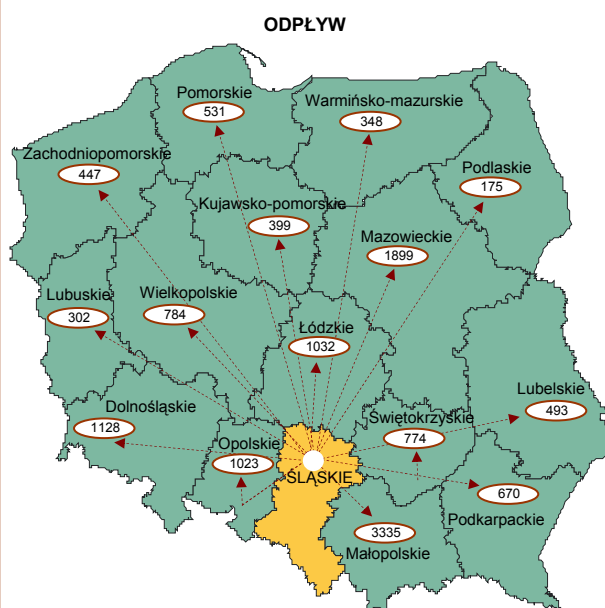 ODPŁYW
Pomorskie
531
Warmińsko-mazurskie
348
Zachodniopomorskie
447
Podlaskie
175
Kujawsko-pomorskie
399
Mazowieckie
1899
Lubuskie
302
Wielkopolskie
784
Łódzkie
1032
Dolnośląskie
1128
Opolskie
1023
ŚLĄSKIE
Świętokrzyskie
774
Lubelskie
493
670
Podkarpackie
3335
Małopolskie